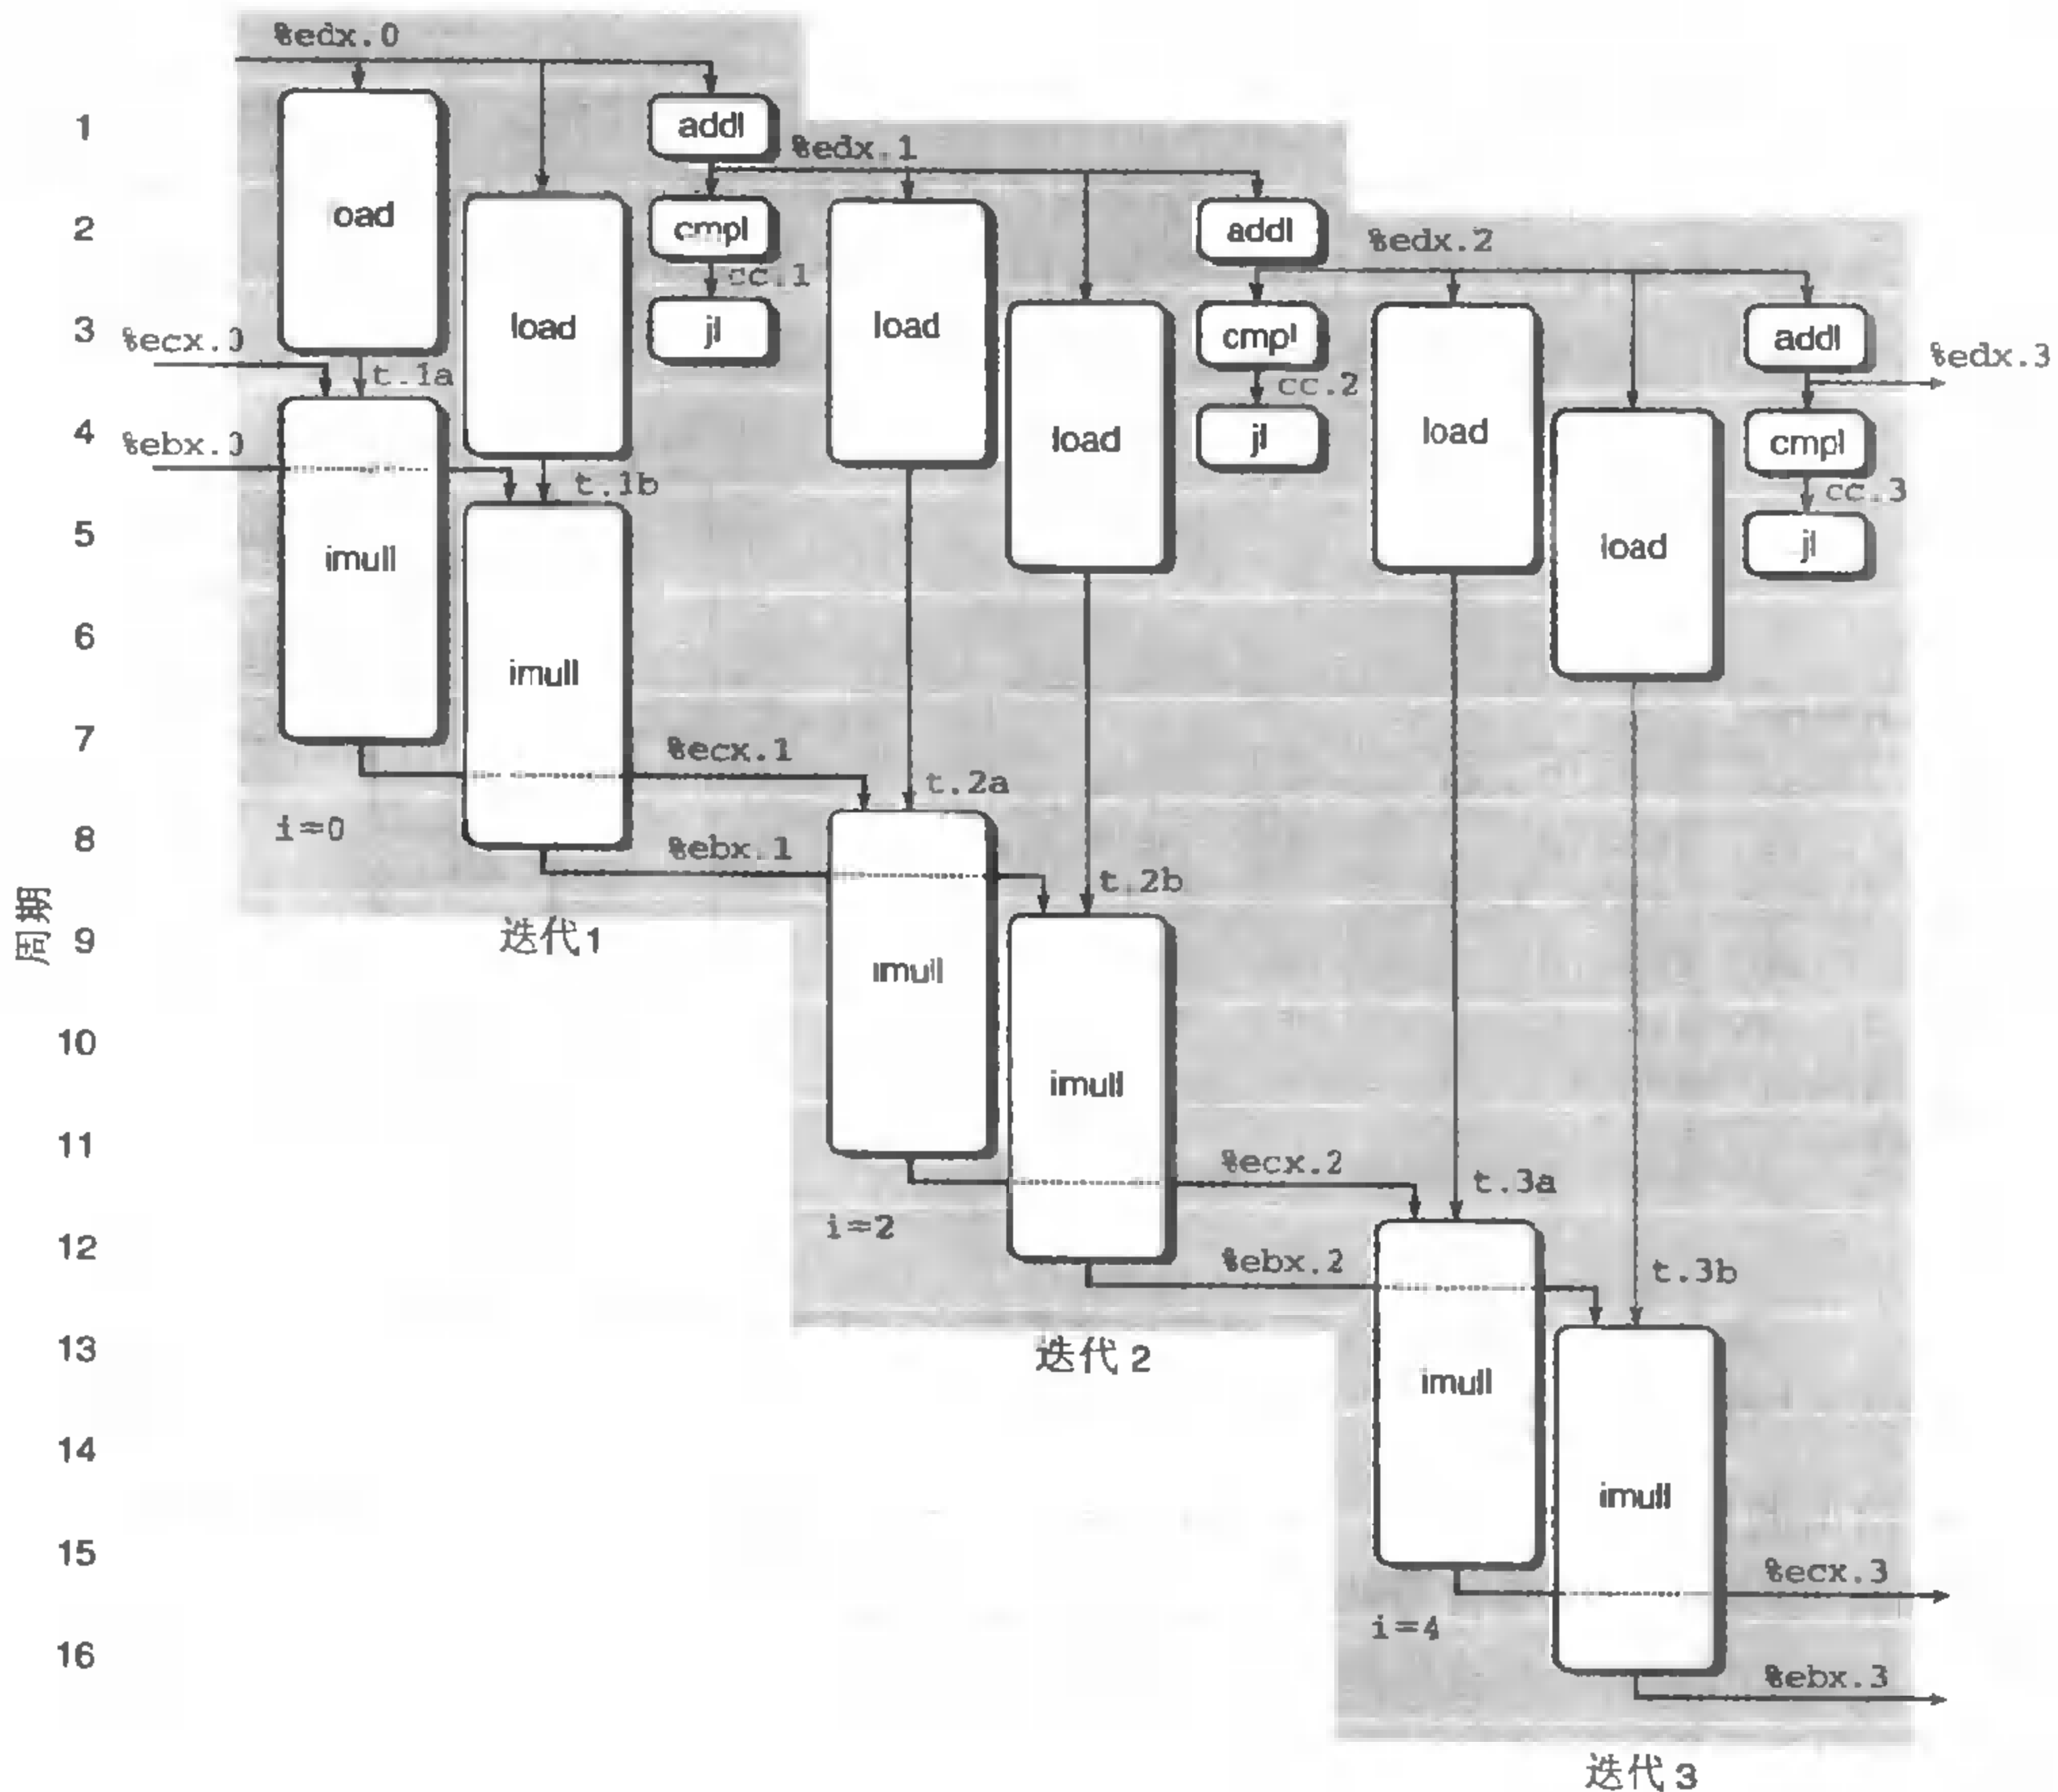 %edx.0
1
addl
%edx.1
oad
2
cmpl
addl
%edx.2
cc.1
load
3
jl
load
cmpl
addl
%ecx.0
%edx.3
t.1a
cc.2
4
load
jl
load
cmpl
%ebx.0
t.1b
cc.3
5
imull
load
jl
6
imull
7
%ecx.1
t.2a
i=0
8
%ebx.1
t.2b
周期
9
迭代1
imull
10
imull
11
%ecx.2
t.3a
i=2
12
%ebx.2
t.3b
13
迭代 2
imull
14
imull
15
%ecx.3
i=4
16
%ebx.3
迭代 3